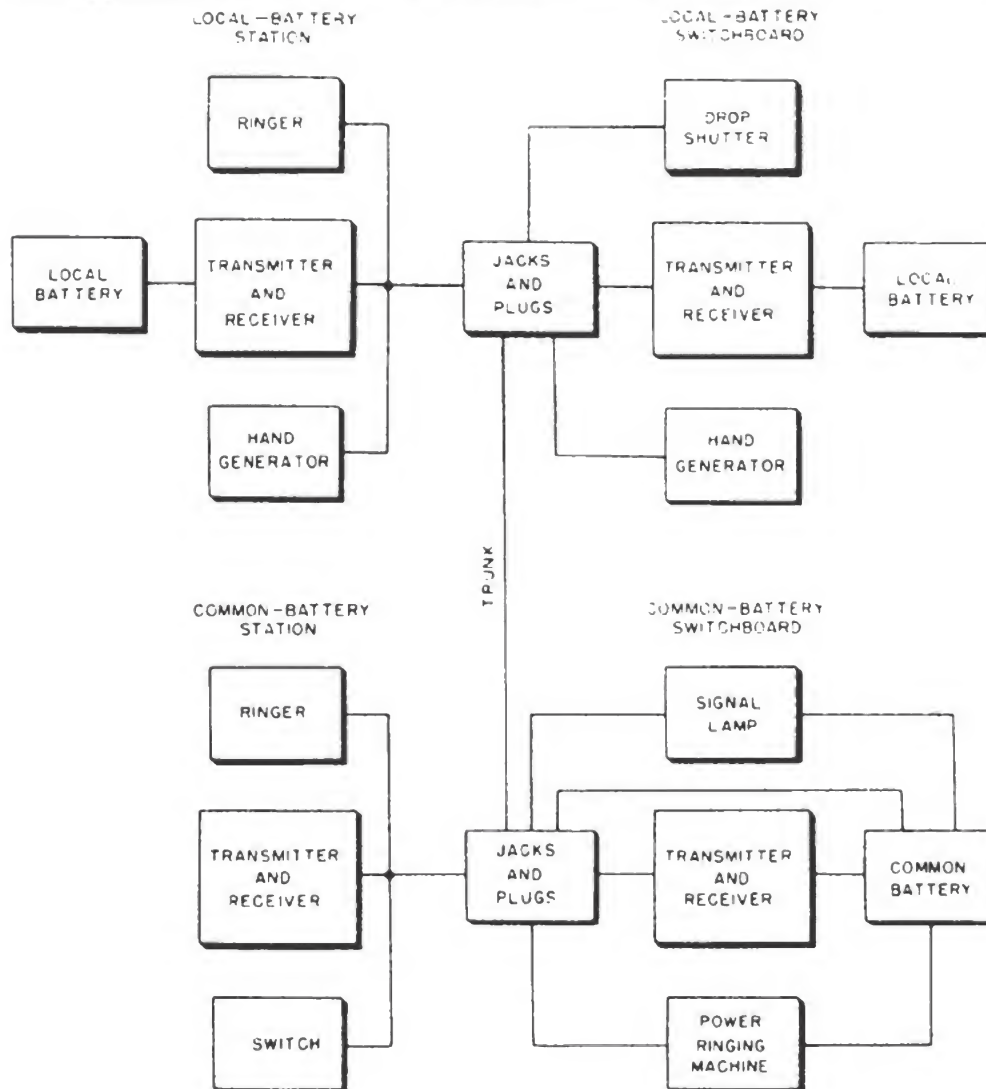 LOCAL-BATTERY
STATION
LOCAL-BATTERY
SWITCHBOARD
RINGER
DROP
SHUTTER
LOCAL
BATTERY
TRANSMITTER
AND
RECEIVER
JACKS
AND
PLUGS
TRANSMITTER
AND
RECEIVER
LOCAL
BATTERY
HAND
GENERATOR
HAND
GENERATOR
TRUNK
COMMON-BATTERY
STATION
COMMON-BATTERY
SWITCHBOARD
RINGER
SIGNAL
LAMP
TRANSMITTER
AND
RECEIVER
JACKS
AND
PLUGS
TRANSMITTER
AND
RECEIVER
COMMON
BATTERY
SWITCH
POWER
RINGING
MACHINE